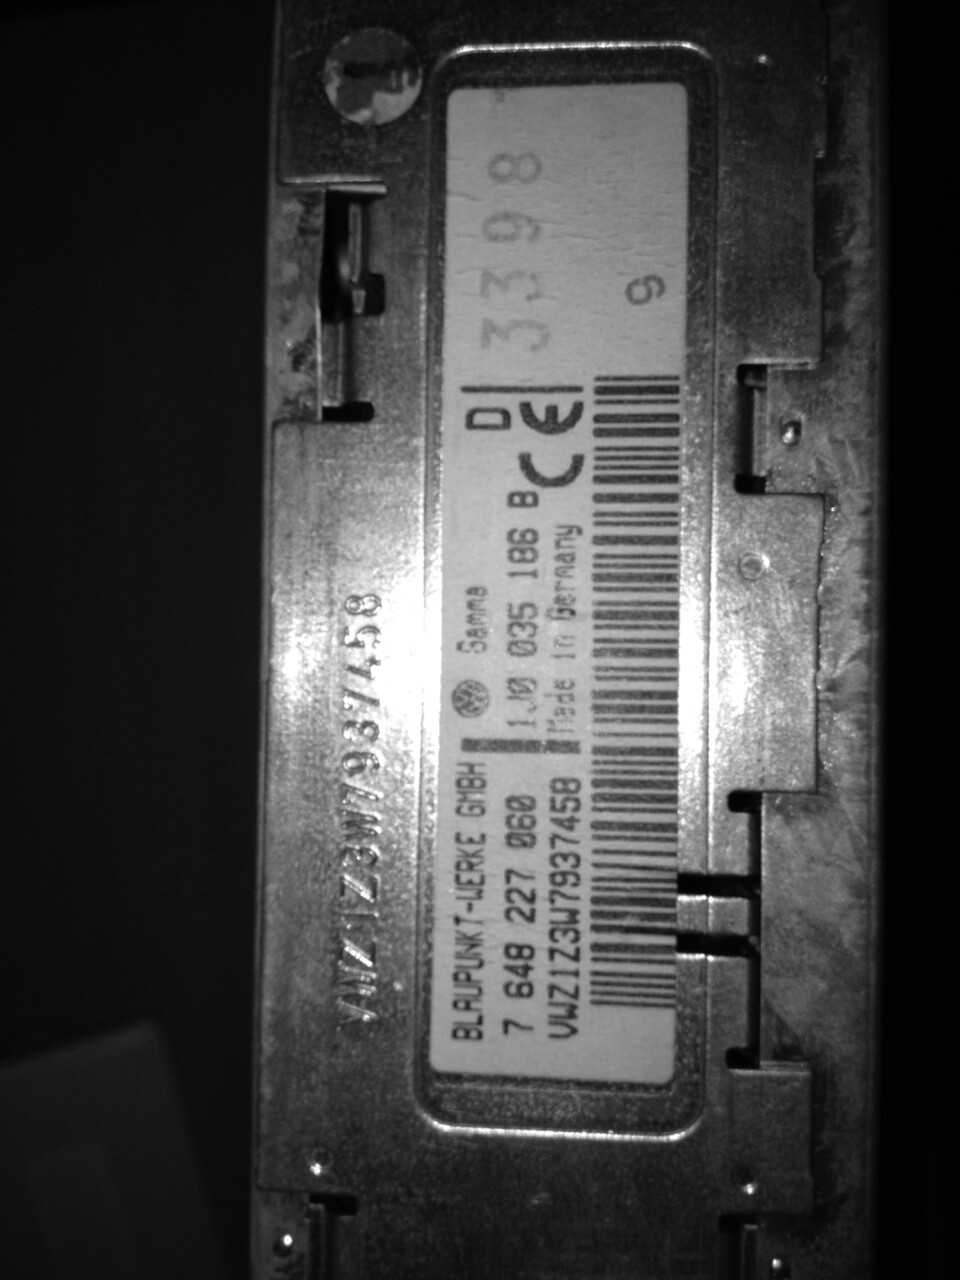 VWZ1Z3W7937458
BLAUPUNKT-WERKE GMBH
7 648 227 060
VWZ1Z3W7937458
Gamma
1J0 035 186 B
Made in Germany
D
CE
3398
9